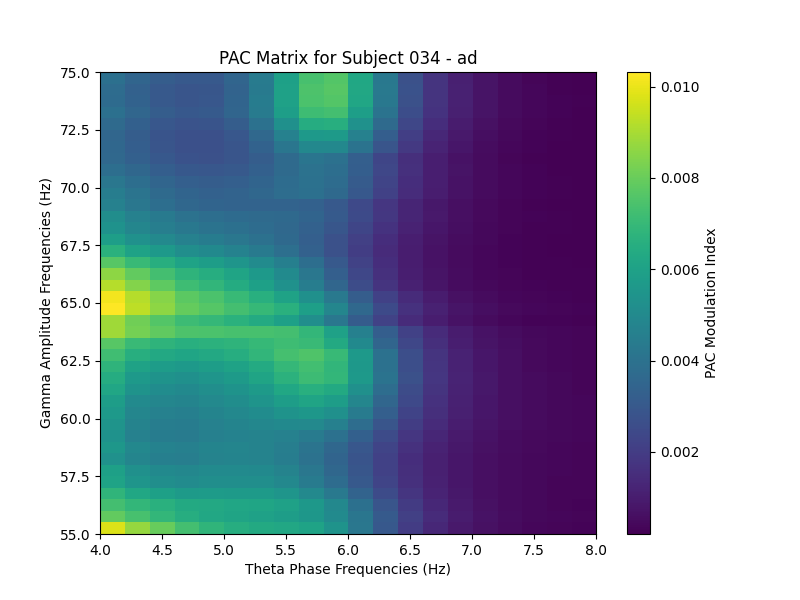 PAC Matrix for Subject 034 - ad
75.0
72.5
70.0
67.5
65.0
62.5
60.0
57.5
55.0
Gamma Amplitude Frequencies (Hz)
4.0 4.5 5.0 5.5 6.0 6.5 7.0 7.5 8.0
Theta Phase Frequencies (Hz)
0.010
0.008
0.006
0.004
0.002
PAC Modulation Index